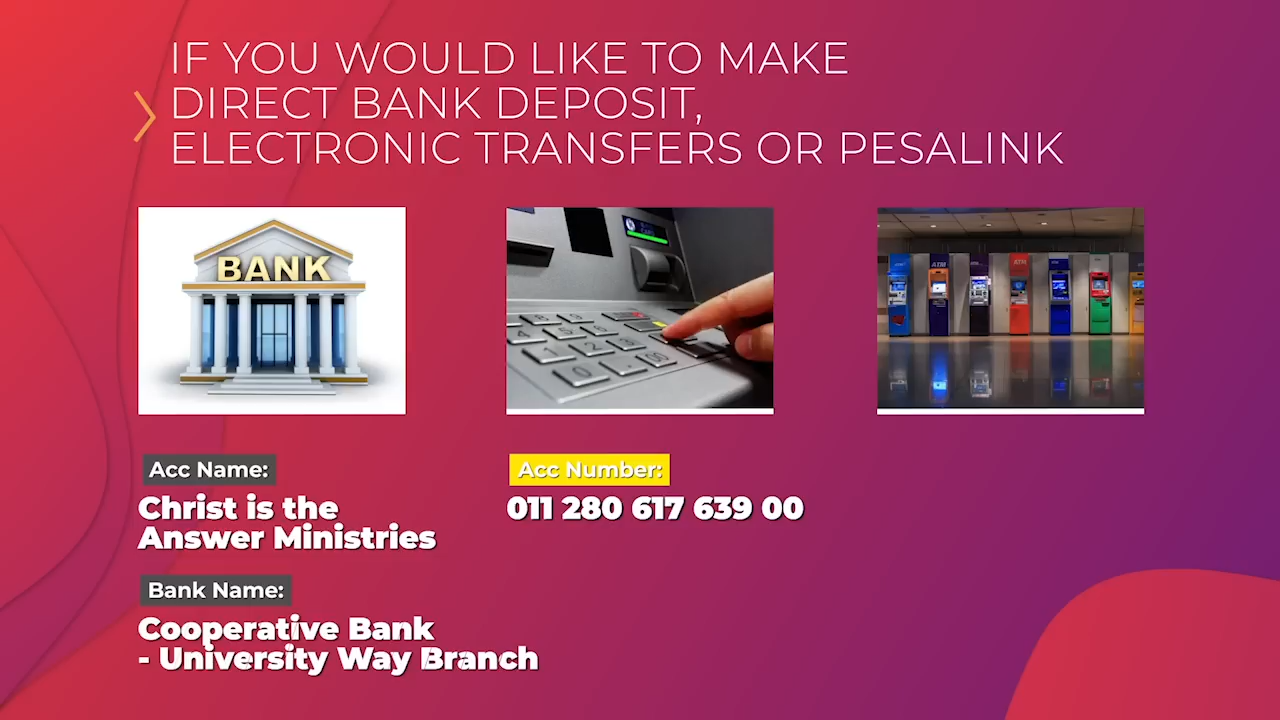 IF YOU WOULD LIKE TO MAKE
DIRECT BANK DEPOSIT,
ELECTRONIC TRANSFERS OR PESALINK
BANK
Acc Name:
Christ is the
Answer Ministries
Acc Number:
011 280 617 639 00
Bank Name:
Cooperative Bank
- University Way Branch